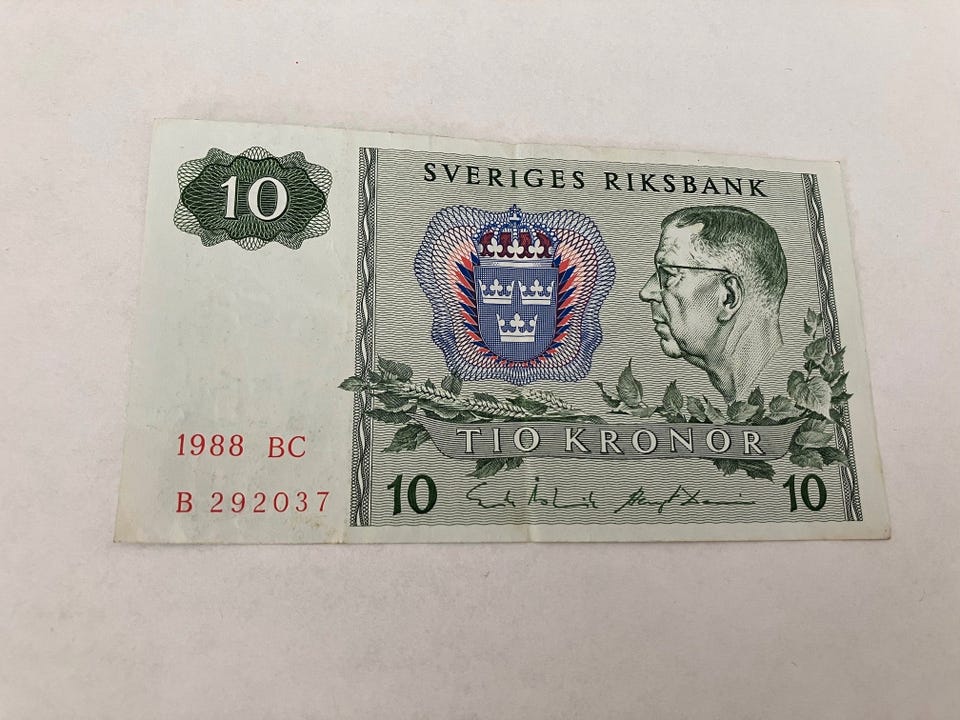 10
SVERIGES RIKSBANK
TIO KRONOR
1988 BC
B 292037
10
10